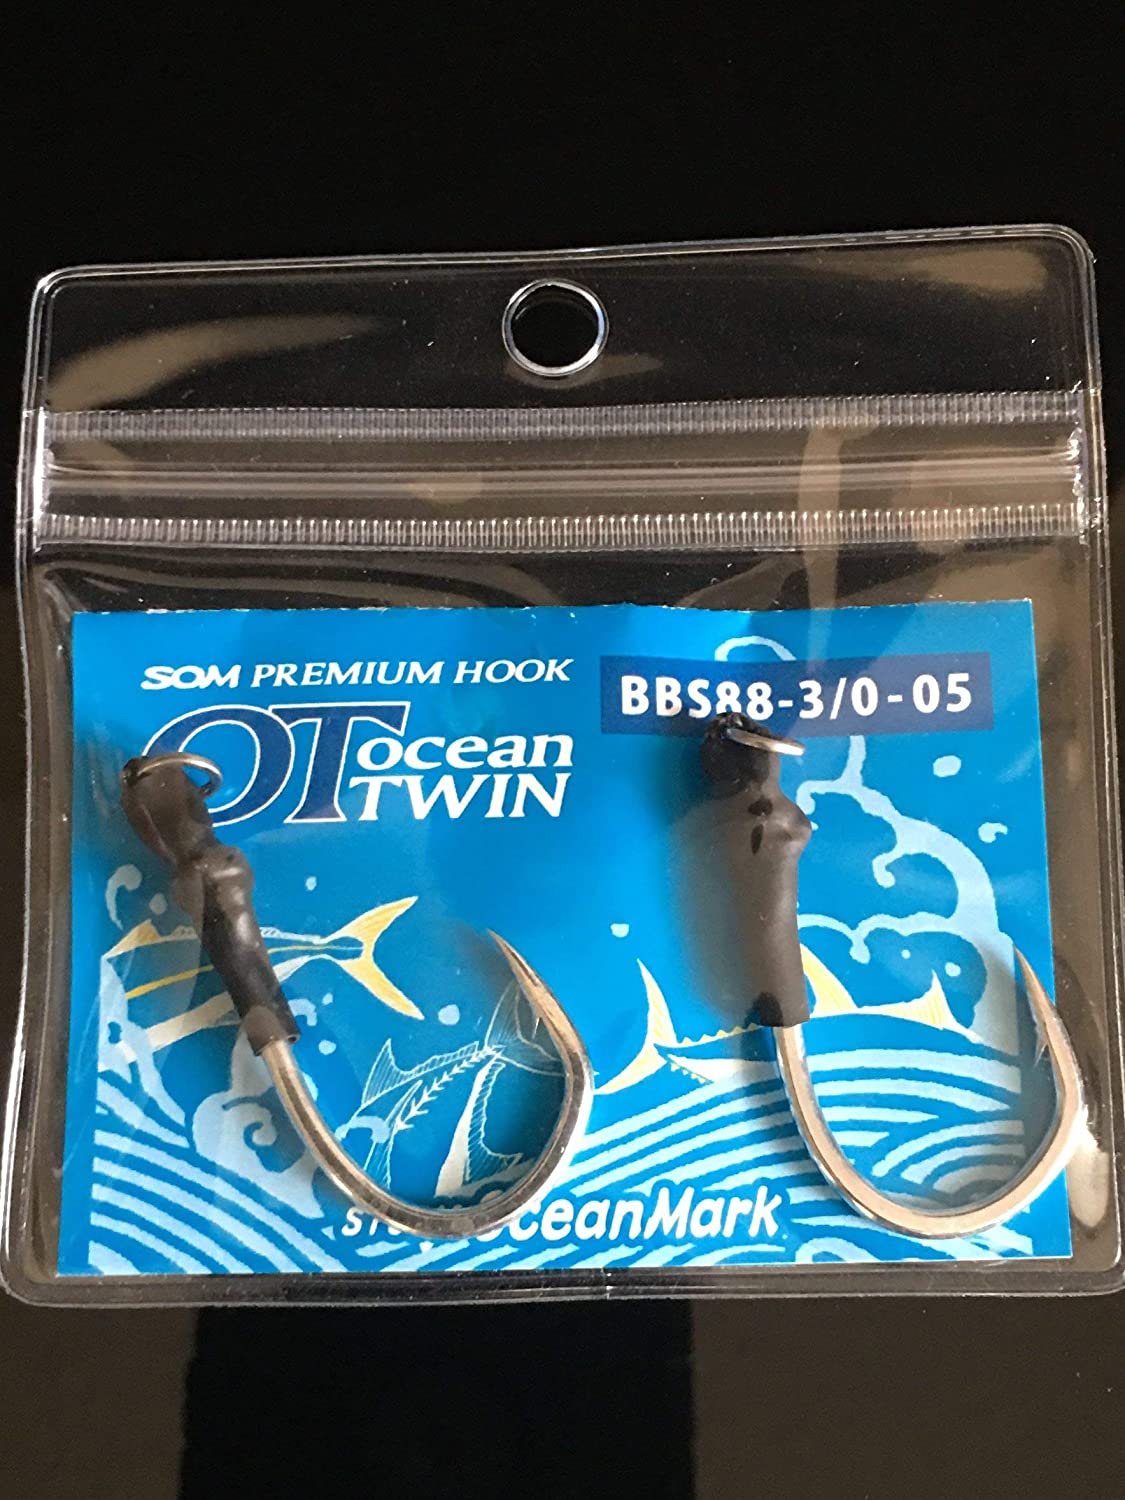 SOM PREMIUM HOOK
BBS88-3/0-05
OT ocean
TWIN
OceanMark